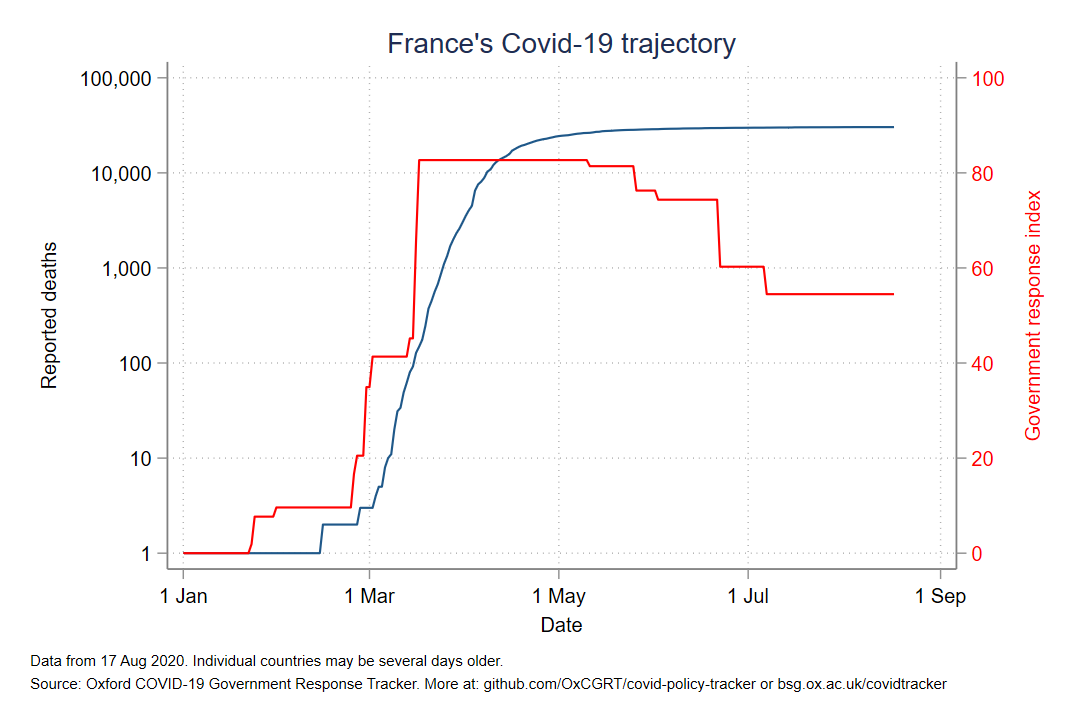 France's Covid-19 trajectory
100,000
10,000
1,000
100
10
1
Reported deaths
100
80
60
40
20
0
Government response index
1 Jan
1 Mar
1 May
1 Jul
1 Sep
Date
Data from 17 Aug 2020. Individual countries may be several days older.
Source: Oxford COVID-19 Government Response Tracker. More at: github.com/OxCGRT/covid-policy-tracker or bsg.ox.ac.uk/covidtracker